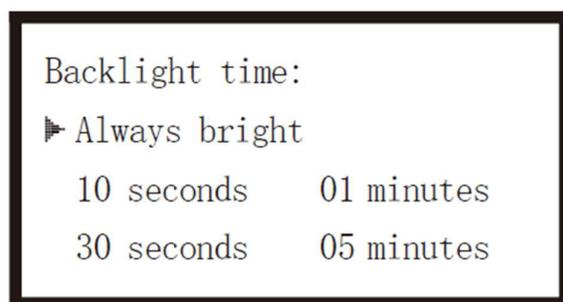 Backlight time:
Always bright
10 seconds 01 minutes
30 seconds 05 minutes